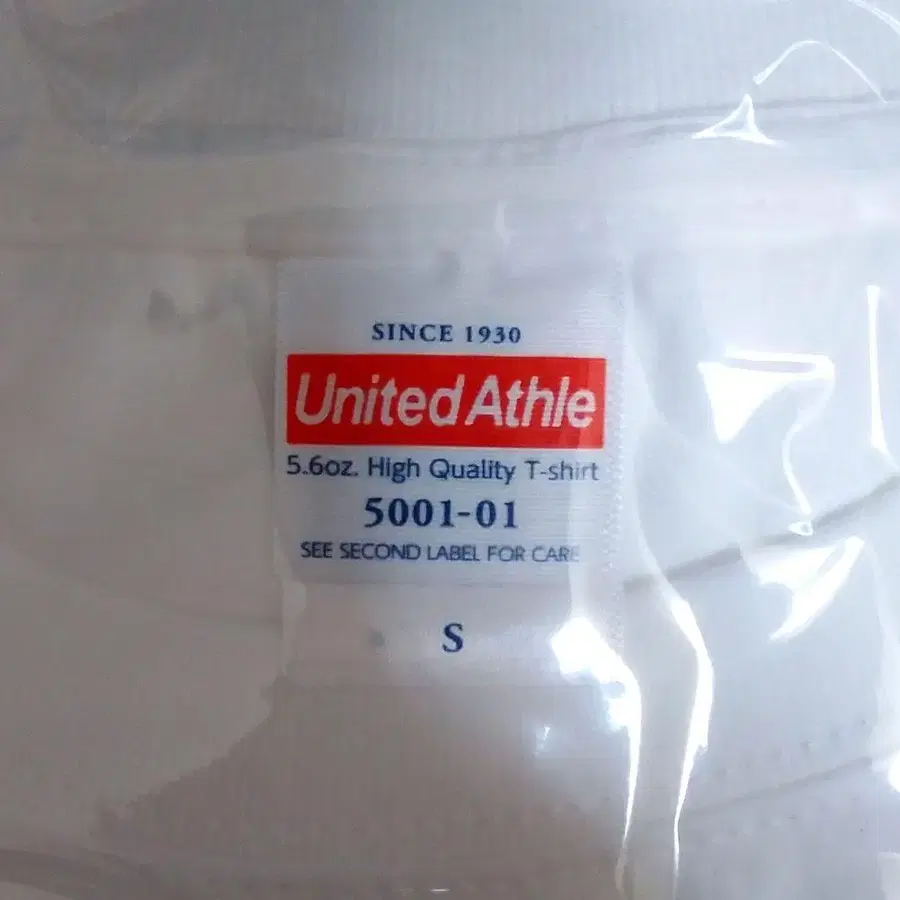 SINCE 1930
United Athle
5.6oz. High Quality T-shirt
5001-01
SEE SECOND LABEL FOR CARE
S